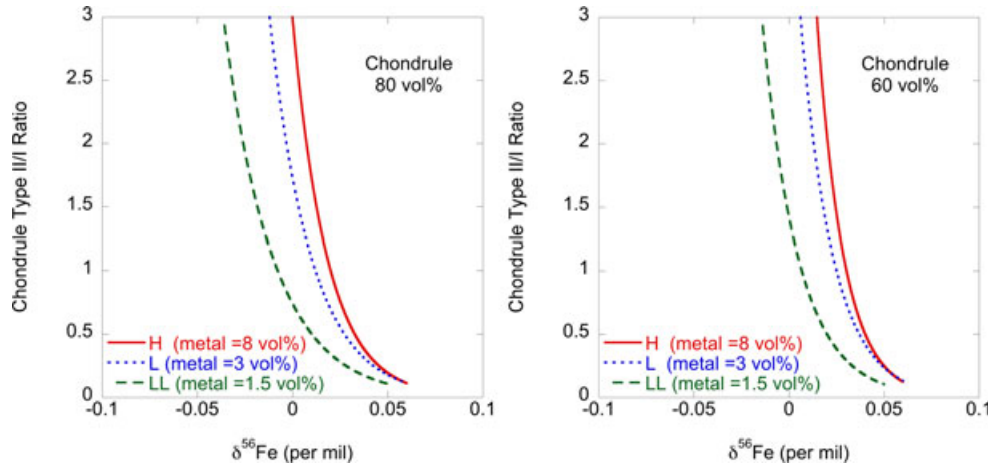 3
2.5
2
1.5
1
0.5
0
Chondrule Type II/I Ratio
Chondrule
80 vol%
H (metal =8 vol%)
L (metal =3 vol%)
LL (metal =1.5 vol%)
-0.1
-0.05
0
0.05
0.1
δ⁵⁶Fe (per mil)
3
2.5
2
1.5
1
0.5
0
Chondrule Type II/I Ratio
Chondrule
60 vol%
H (metal =8 vol%)
L (metal =3 vol%)
LL (metal =1.5 vol%)
-0.1
-0.05
0
0.05
0.1
δ⁵⁶Fe (per mil)